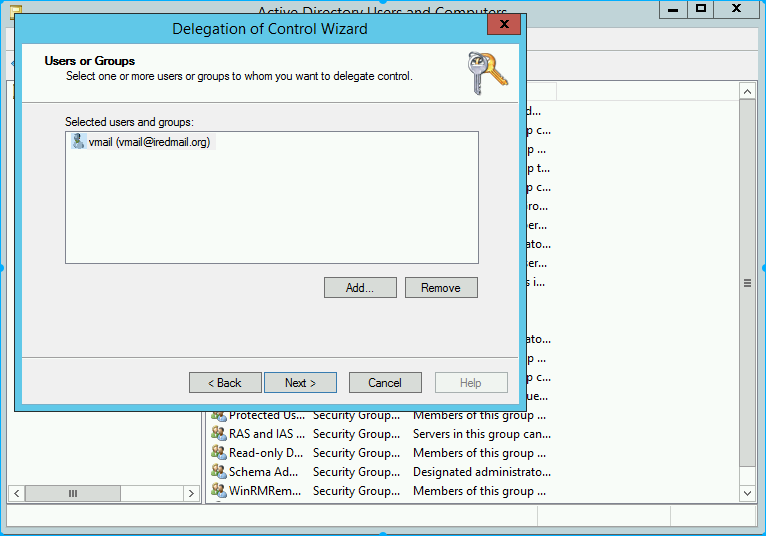 Active Directory Users and Computers
Delegation of Control Wizard
X
X
Users or Groups
Select one or more users or groups to whom you want to delegate control.
Selected users and groups:
vmail (vmail@iredmail.org)
Add...
Remove
< Back
Next >
Cancel
Help
d...
p c...
p ...
p t...
p c...
ro...
er...
ato...
ser...
s i...
ato...
p ...
p c...
ue...
Protected Us... Security Group... Members of this group ...
RAS and IAS ... Security Group... Servers in this group can...
Read-only D... Security Group... Members of this group ...
Schema Ad... Security Group... Designated administrato...
WinRMRem... Security Group... Members of this group ...